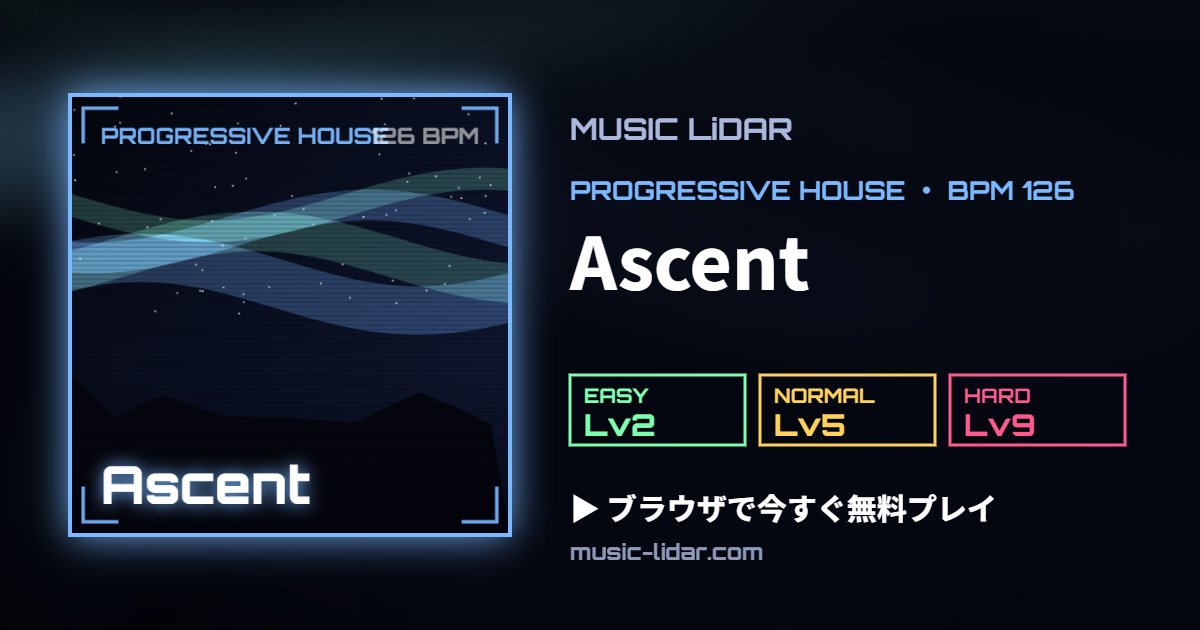 PROGRESSIVE HOUSE 126 BPM
Ascent
MUSIC LiDAR
PROGRESSIVE HOUSE • BPM 126
Ascent
EASY
Lv2
NORMAL
Lv5
HARD
Lv9
▶ ブラウザで今すぐ無料プレイ
music-lidar.com